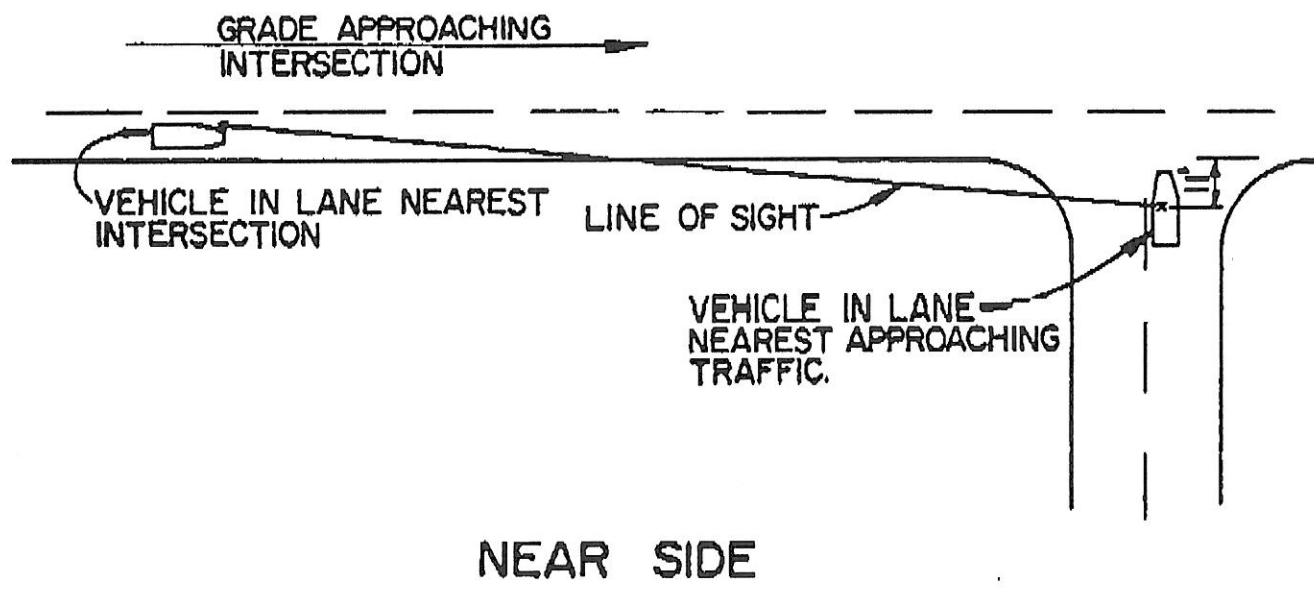 GRADE APPROACHING
INTERSECTION
VEHICLE IN LANE NEAREST
INTERSECTION
LINE OF SIGHT
11'
VEHICLE IN LANE
NEAREST APPROACHING
TRAFFIC.
NEAR SIDE